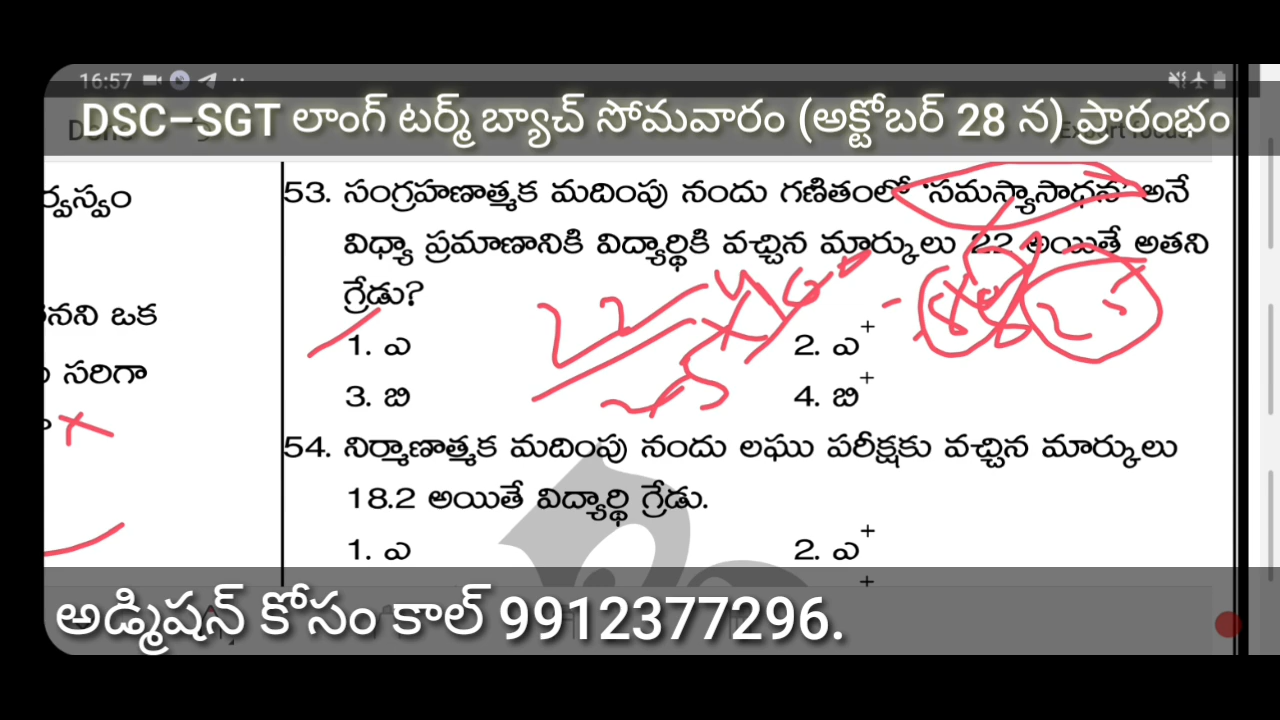 16:57
DSC-SGT లాంగ్ టర్మ్ బ్యాచ్ సోమవారం (అక్టోబర్ 28 న) ప్రారంభం
ర్వస్వం
నని ఒక
సరిగా
53. సంగ్రహణాత్మక మదింపు నందు గణితంలో 'సమస్యాసాధన' అనే
విధ్యా ప్రమాణానికి విద్యార్థికి వచ్చిన మార్కులు 22 అయితే అతని
గ్రేడు?
1. ఎ 2. ఎ+
3. బి 4. బి+
54. నిర్మాణాత్మక మదింపు నందు లఘు పరీక్షకు వచ్చిన మార్కులు
18.2 అయితే విద్యార్థి గ్రేడు.
1. ఎ 2. ఎ+
అడ్మిషన్ కోసం కాల్ 9912377296.